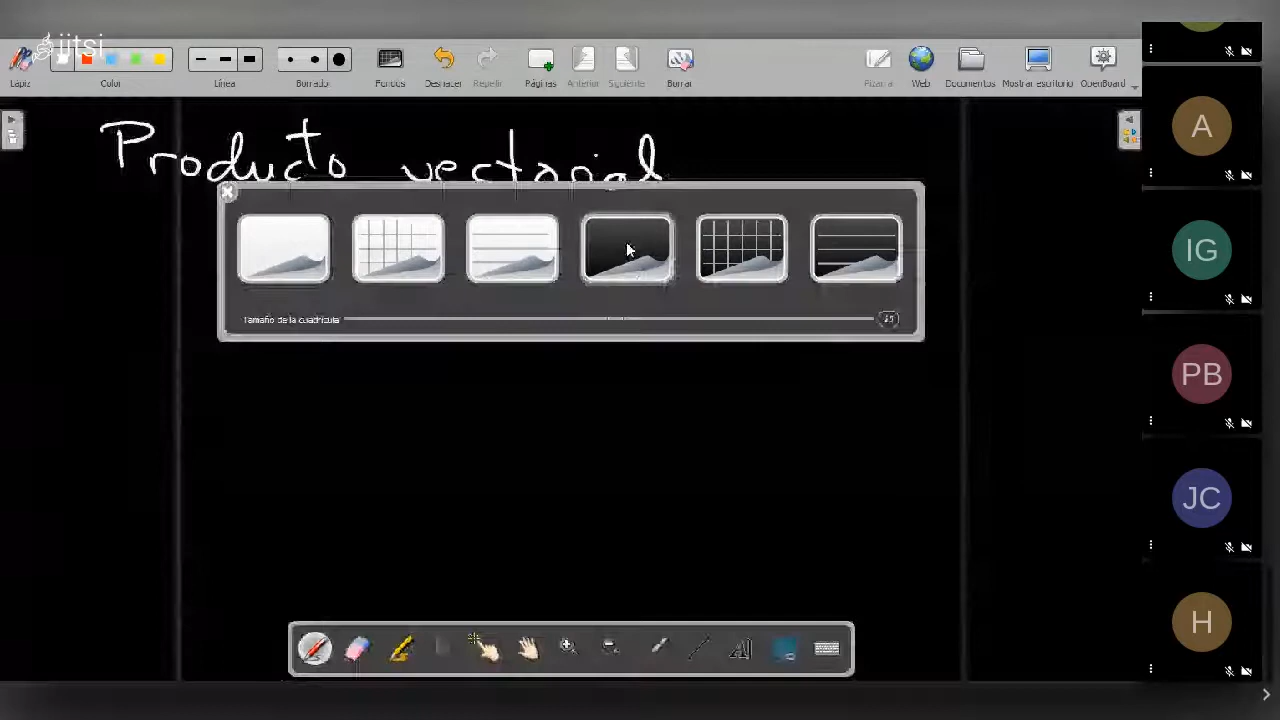 jitsi
Lápiz Color Línea Borrado Fondos Deshacer Repetir Páginas Anterior Siguiente Borrar Pizarra Web Documentos Mostrar escritorio OpenBoard
Producto vectorial
Tamaño de la cuadrícula
A
IG
PB
JC
H